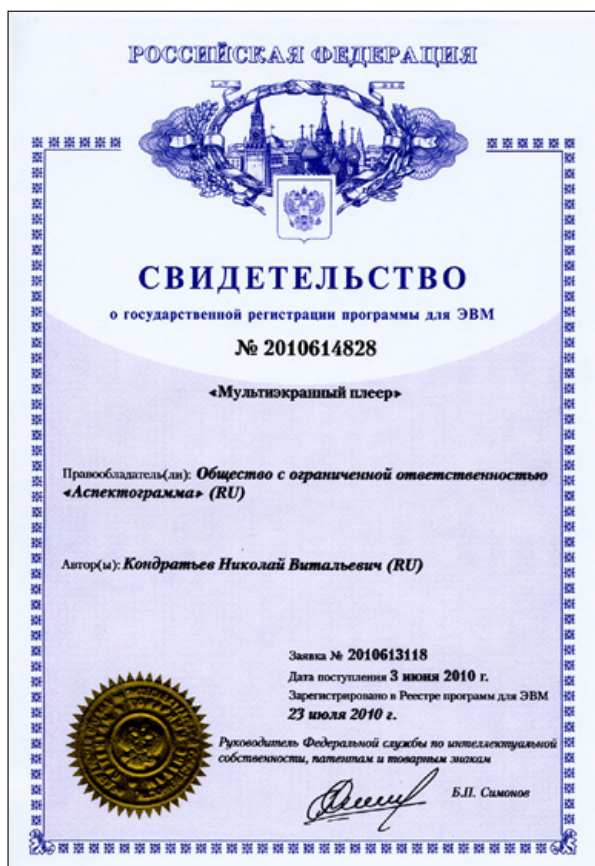 РОССИЙСКАЯ ФЕДЕРАЦИЯ
СВИДЕТЕЛЬСТВО
о государственной регистрации программы для ЭВМ
№ 2010614828
«Мультиэкранный плеер»
Правообладатель(ли): Общество с ограниченной ответственностью
«Аспектограмма» (RU)
Автор(ы): Кондратьев Николай Витальевич (RU)
Заявка № 2010613118
Дата поступления 3 июня 2010 г.
Зарегистрировано в Реестре программ для ЭВМ
23 июля 2010 г.
Руководитель Федеральной службы по интеллектуальной
собственности, патентам и товарным знакам
Б.П. Симонов